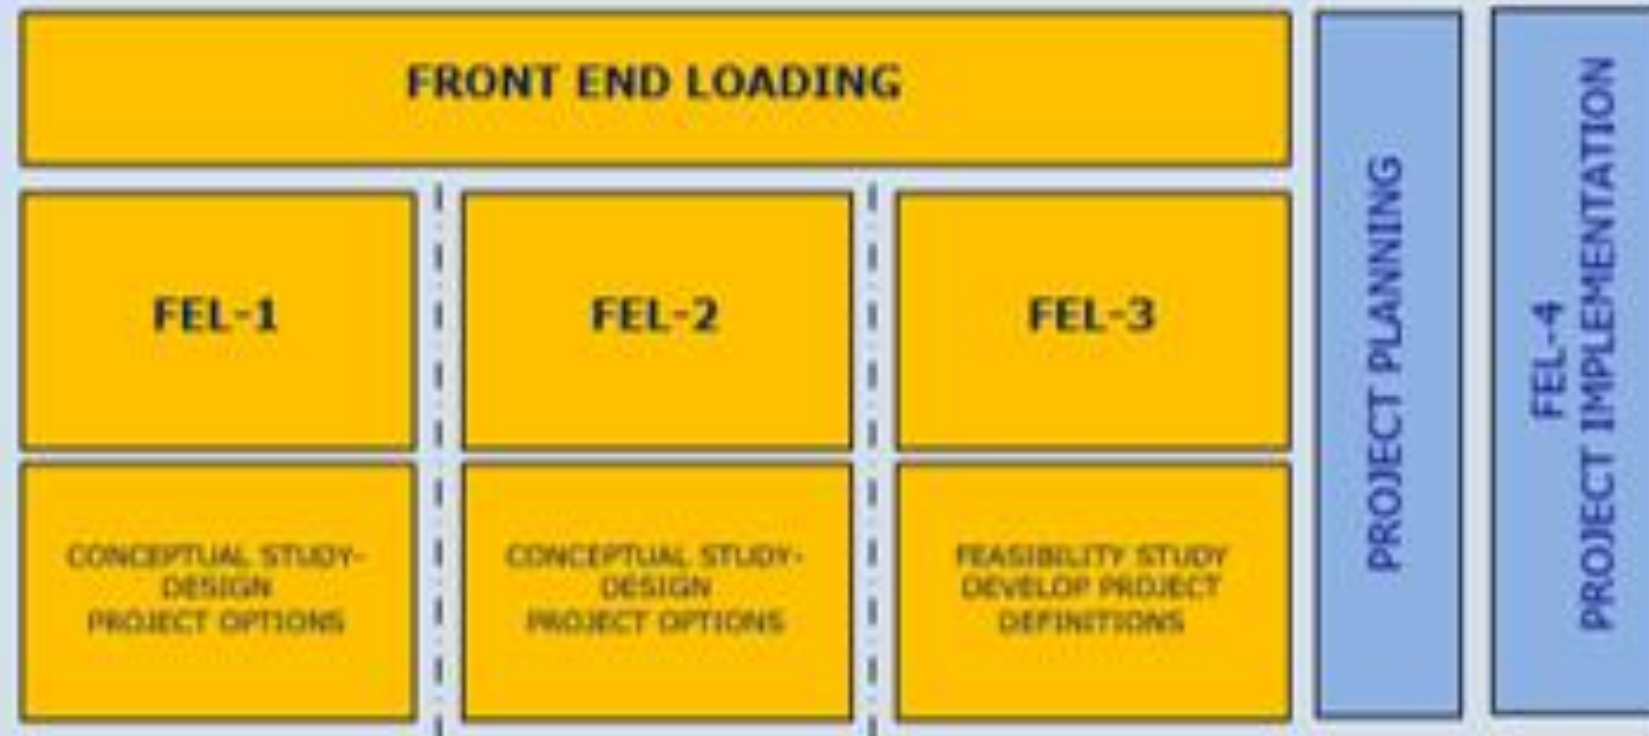 FRONT END LOADING
FEL-1
FEL-2
FEL-3
CONCEPTUAL STUDY-
DESIGN
PROJECT OPTIONS
CONCEPTUAL STUDY-
DESIGN
PROJECT OPTIONS
FEASIBILITY STUDY
DEVELOP PROJECT
DEFINITIONS
PROJECT PLANNING
FEL-4
PROJECT IMPLEMENTATION